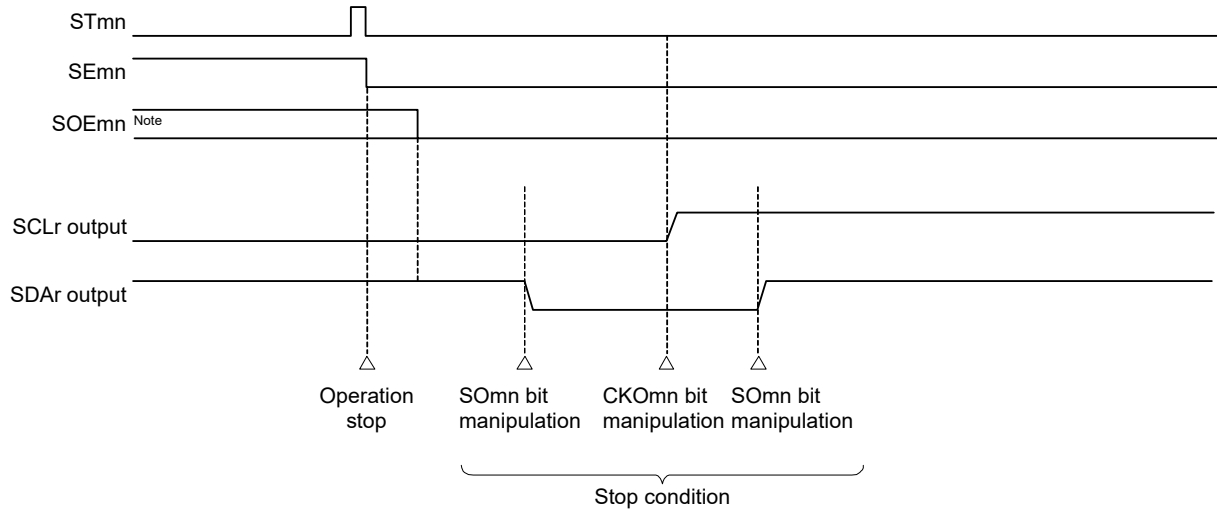 STmn
SEmn
SOEmn Note
SCLr output
SDAr output
Operation
stop
SOmn bit
manipulation
CKOmn bit
manipulation
SOmn bit
manipulation
Stop condition